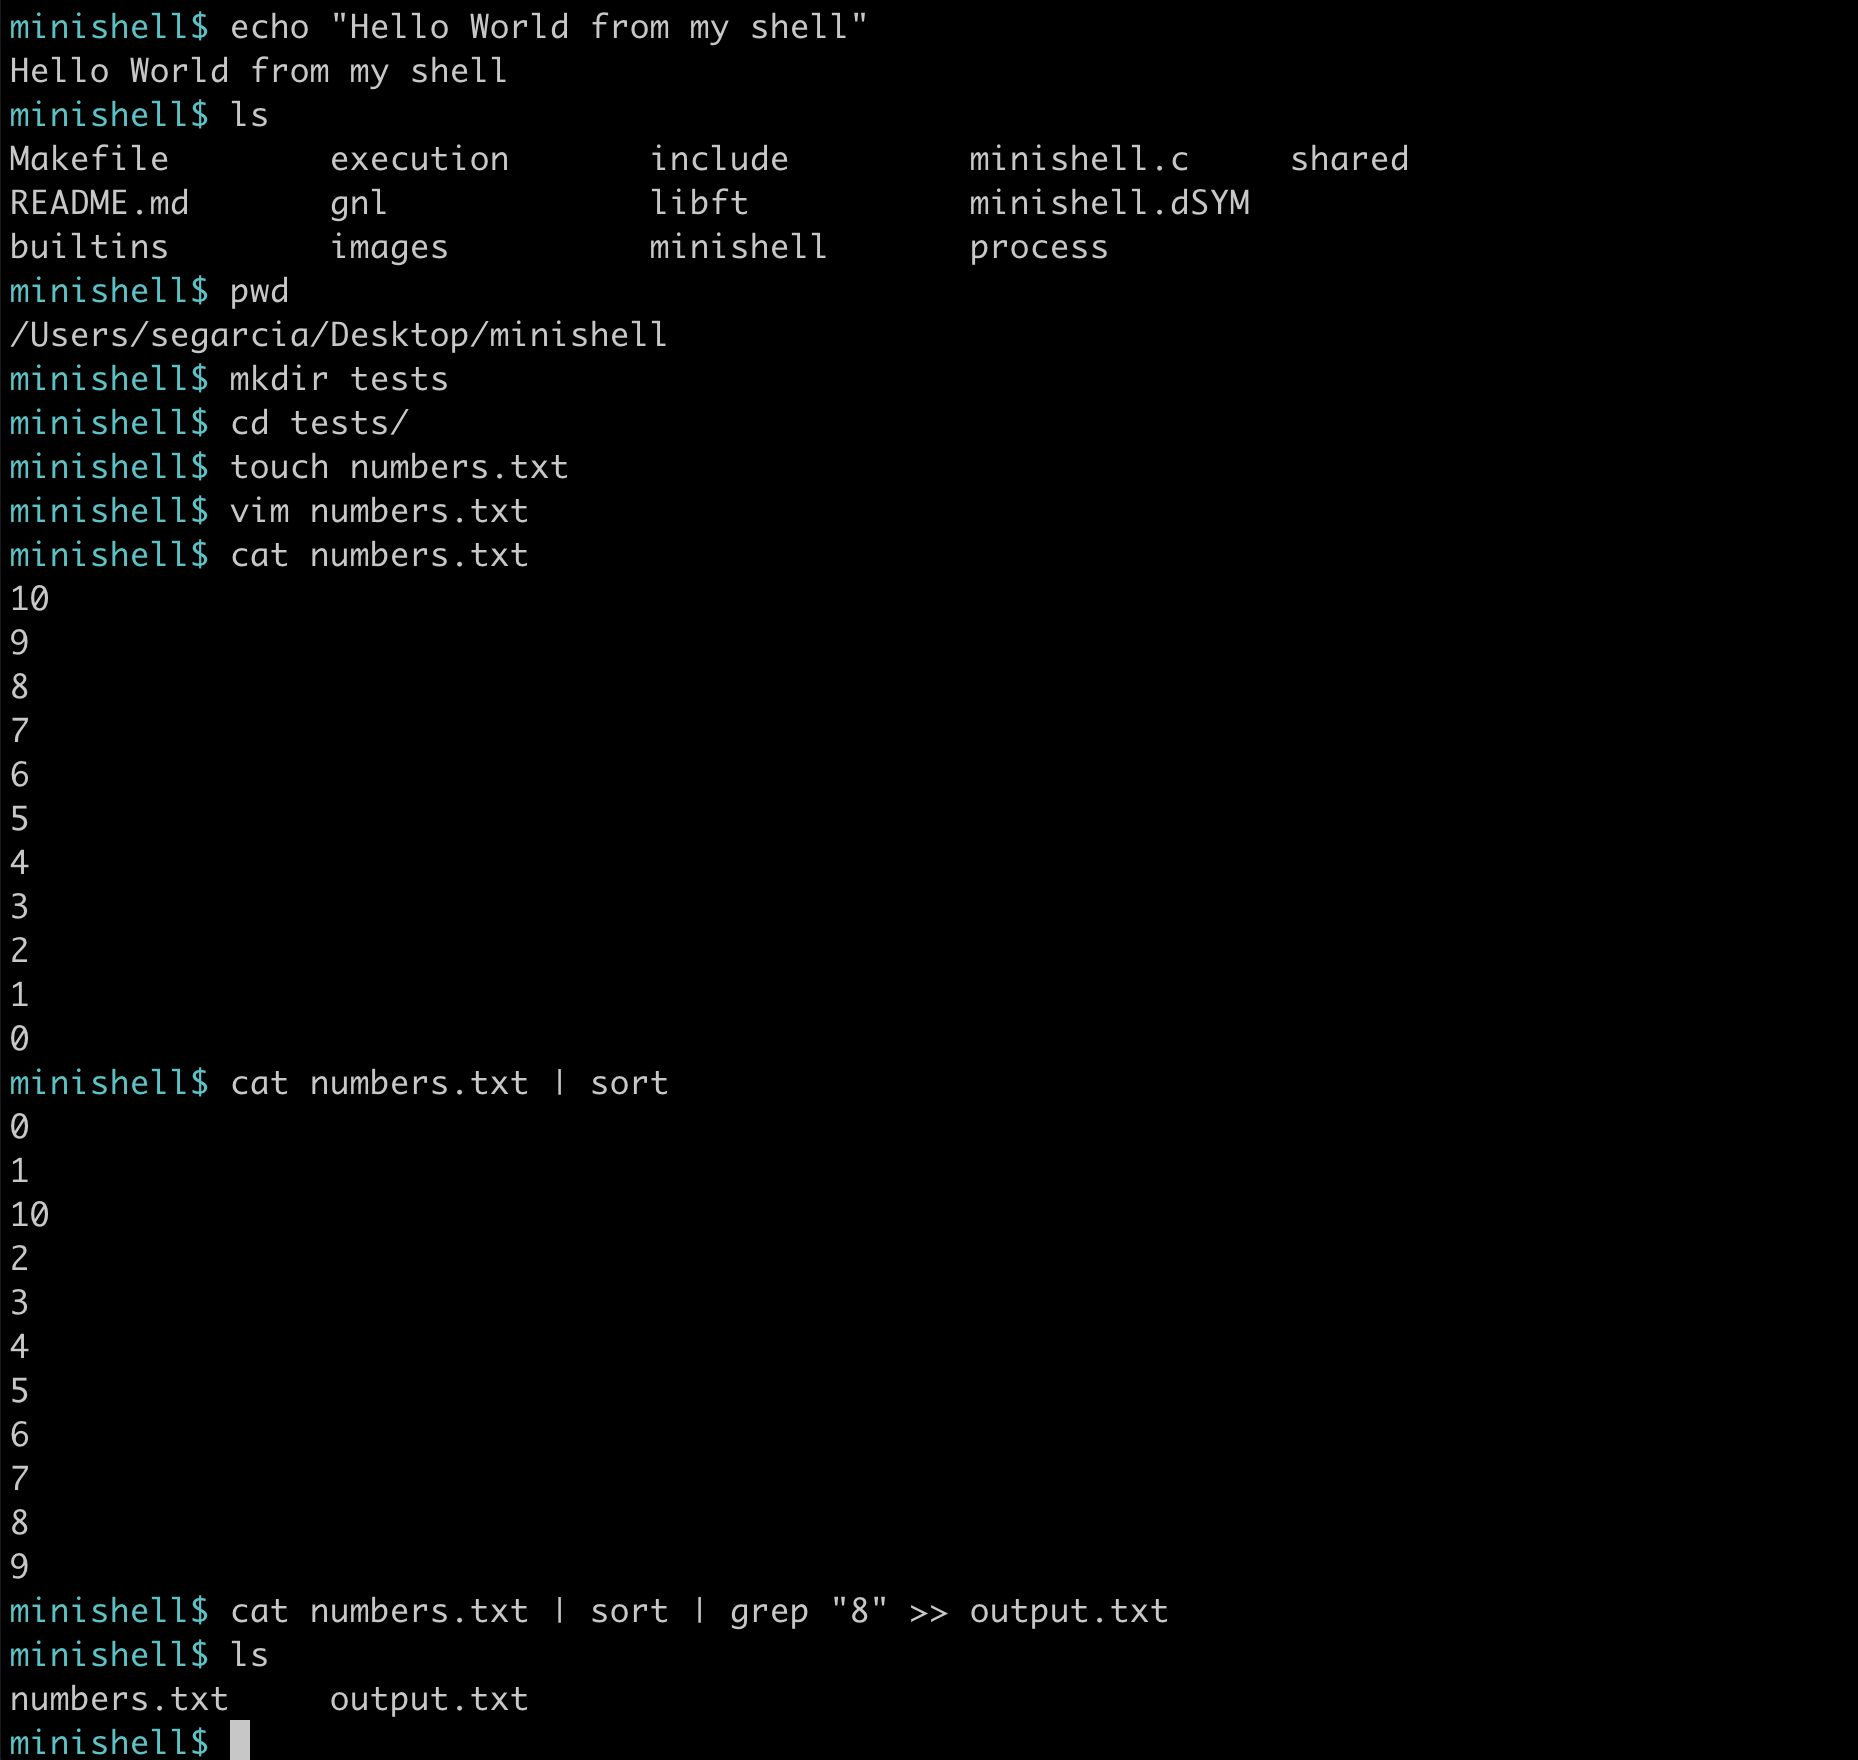 minishell$ echo "Hello World from my shell"
Hello World from my shell
minishell$ ls
Makefile        execution       include         minishell.c     shared
README.md       gnl             libft           minishell.dSYM
builtins        images          minishell       process
minishell$ pwd
/Users/segarcia/Desktop/minishell
minishell$ mkdir tests
minishell$ cd tests/
minishell$ touch numbers.txt
minishell$ vim numbers.txt
minishell$ cat numbers.txt
10
9
8
7
6
5
4
3
2
1
0
minishell$ cat numbers.txt | sort
0
1
10
2
3
4
5
6
7
8
9
minishell$ cat numbers.txt | sort | grep "8" >> output.txt
minishell$ ls
numbers.txt     output.txt
minishell$